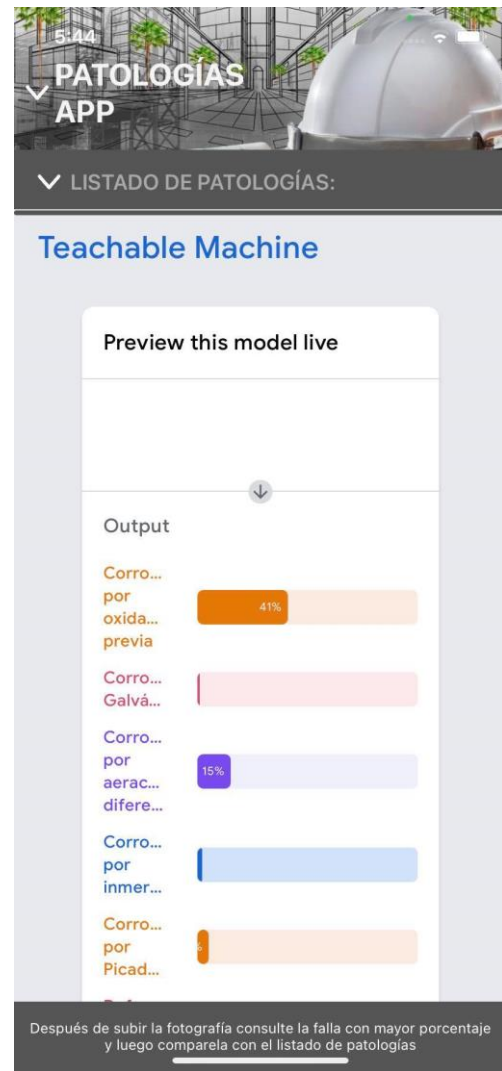 5:44
PATOLOGÍAS
APP
LISTADO DE PATOLOGÍAS:
Teachable Machine
Preview this model live
Output
Corro...
por
oxida...
previa
41%
Corro...
Galvá...
Corro...
por
aerac...
difere...
15%
Corro...
por
inmer...
Corro...
por
Picad...
Después de subir la fotografía consulte la falla con mayor porcentaje
y luego comparela con el listado de patologías